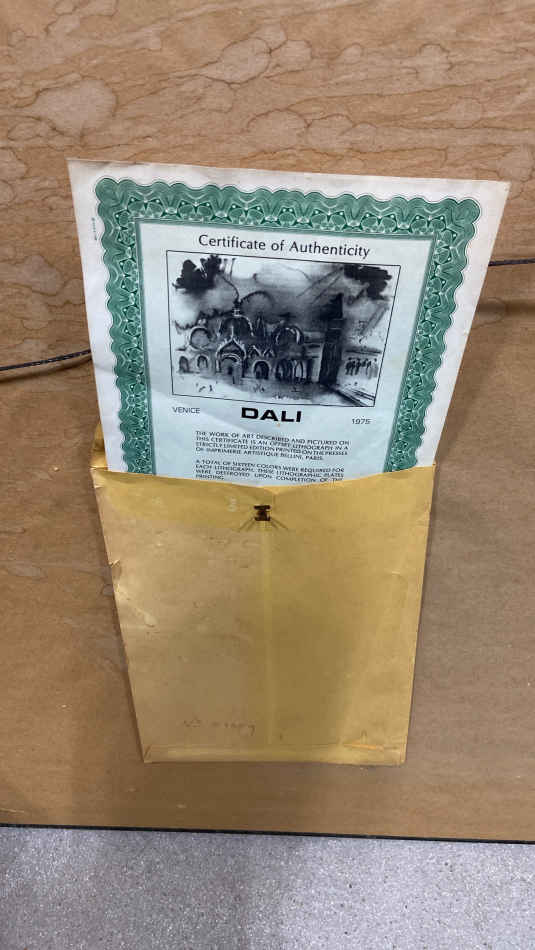 Certificate of Authenticity
VENICE
DALI
1975
THE WORK OF ART DESCRIBED AND PICTURED ON
THIS CERTIFICATE IS AN OFFSET LITHOGRAPH IN A
STRICTLY LIMITED EDITION PRINTED ON THE PRESSES
OF IMPRIMERIE ARTISTIQUE BELLINI, PARIS.
A TOTAL OF SIXTEEN COLORS WERE REQUIRED FOR
EACH LITHOGRAPH. THESE LITHOGRAPHIC PLATES
WERE DESTROYED UPON COMPLETION OF THE
PRINTING.